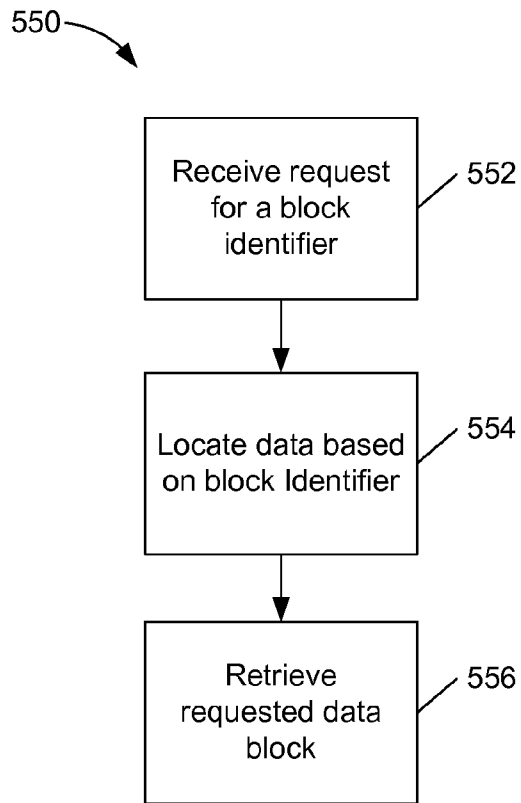 550
Receive request
for a block
identifier
552
Locate data based
on block Identifier
554
Retrieve
requested data
block
556